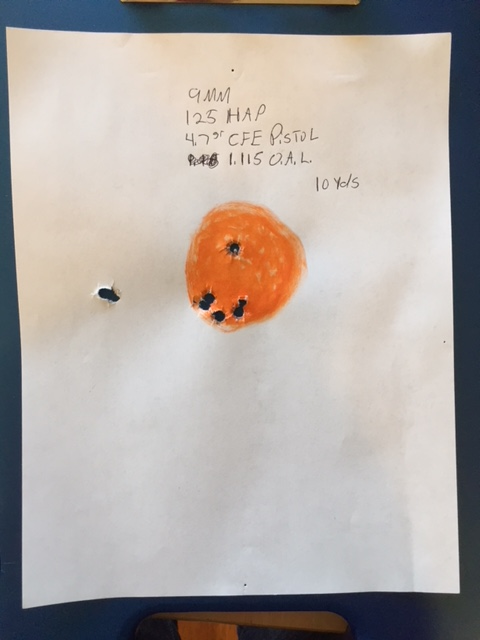 9MM
125 HAP
4.7gr CFE PISTOL
1.115 O.A.L.
10 Yds